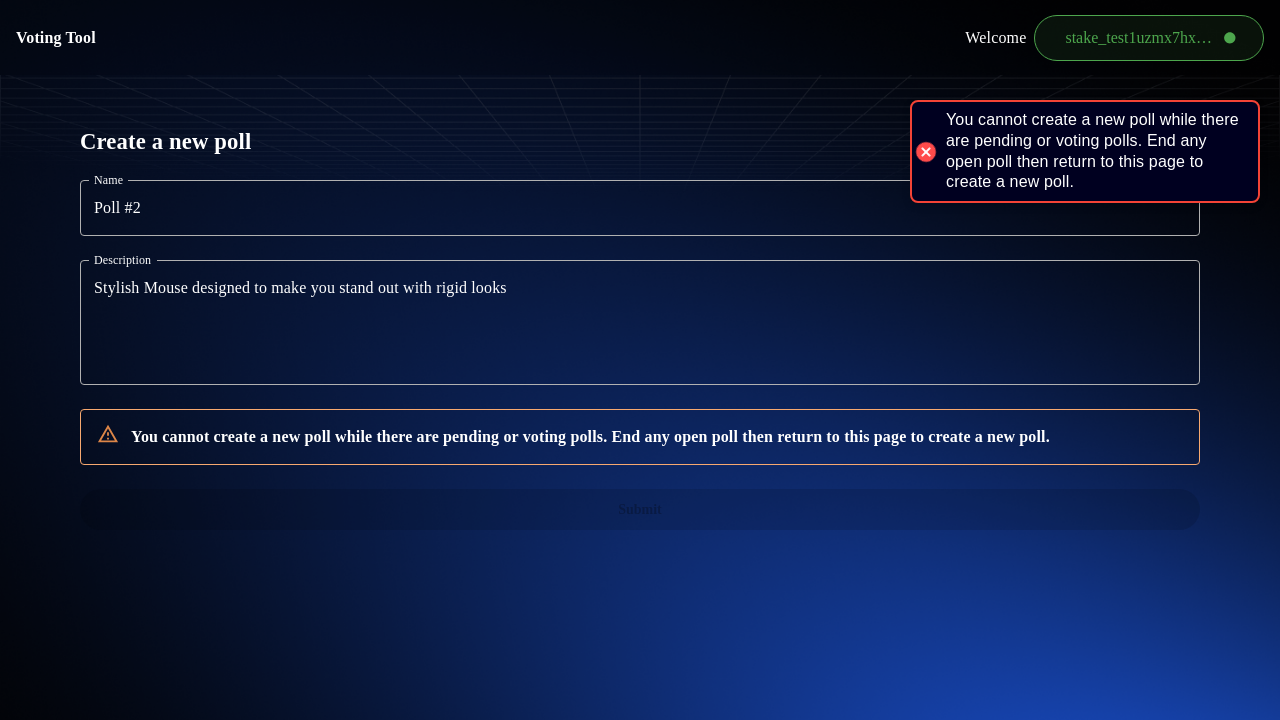 Voting Tool
Welcome
stake_test1uzmx7hx…
You cannot create a new poll while there
are pending or voting polls. End any
open poll then return to this page to
create a new poll.
Create a new poll
Name
Poll #2
Description
Stylish Mouse designed to make you stand out with rigid looks
You cannot create a new poll while there are pending or voting polls. End any open poll then return to this page to create a new poll.
Submit